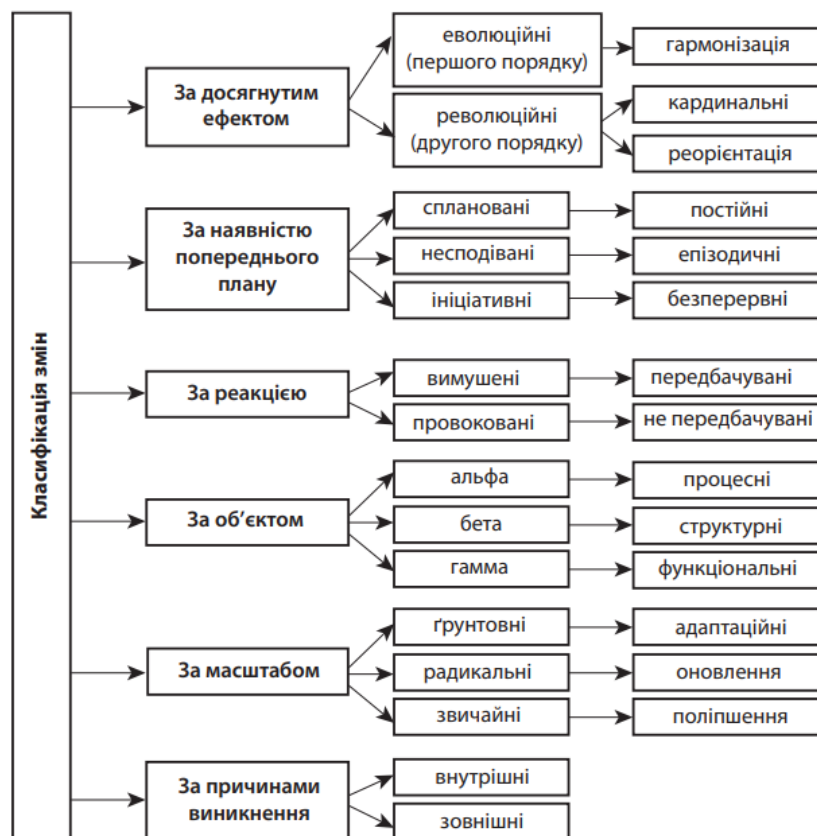 Класифікація змін
За досягнутим
ефектом
еволюційні
(першого порядку)
гармонізація
революційні
(другого порядку)
кардинальні
реорієнтація
За наявністю
попереднього
плану
сплановані
постійні
несподівані
епізодичні
ініціативні
безперервні
За реакцією
вимушені
передбачувані
провоковані
не передбачувані
За об’єктом
альфа
процесні
бета
структурні
гамма
функціональні
За масштабом
ґрунтовні
адаптаційні
радикальні
оновлення
звичайні
поліпшення
За причинами
виникнення
внутрішні
зовнішні